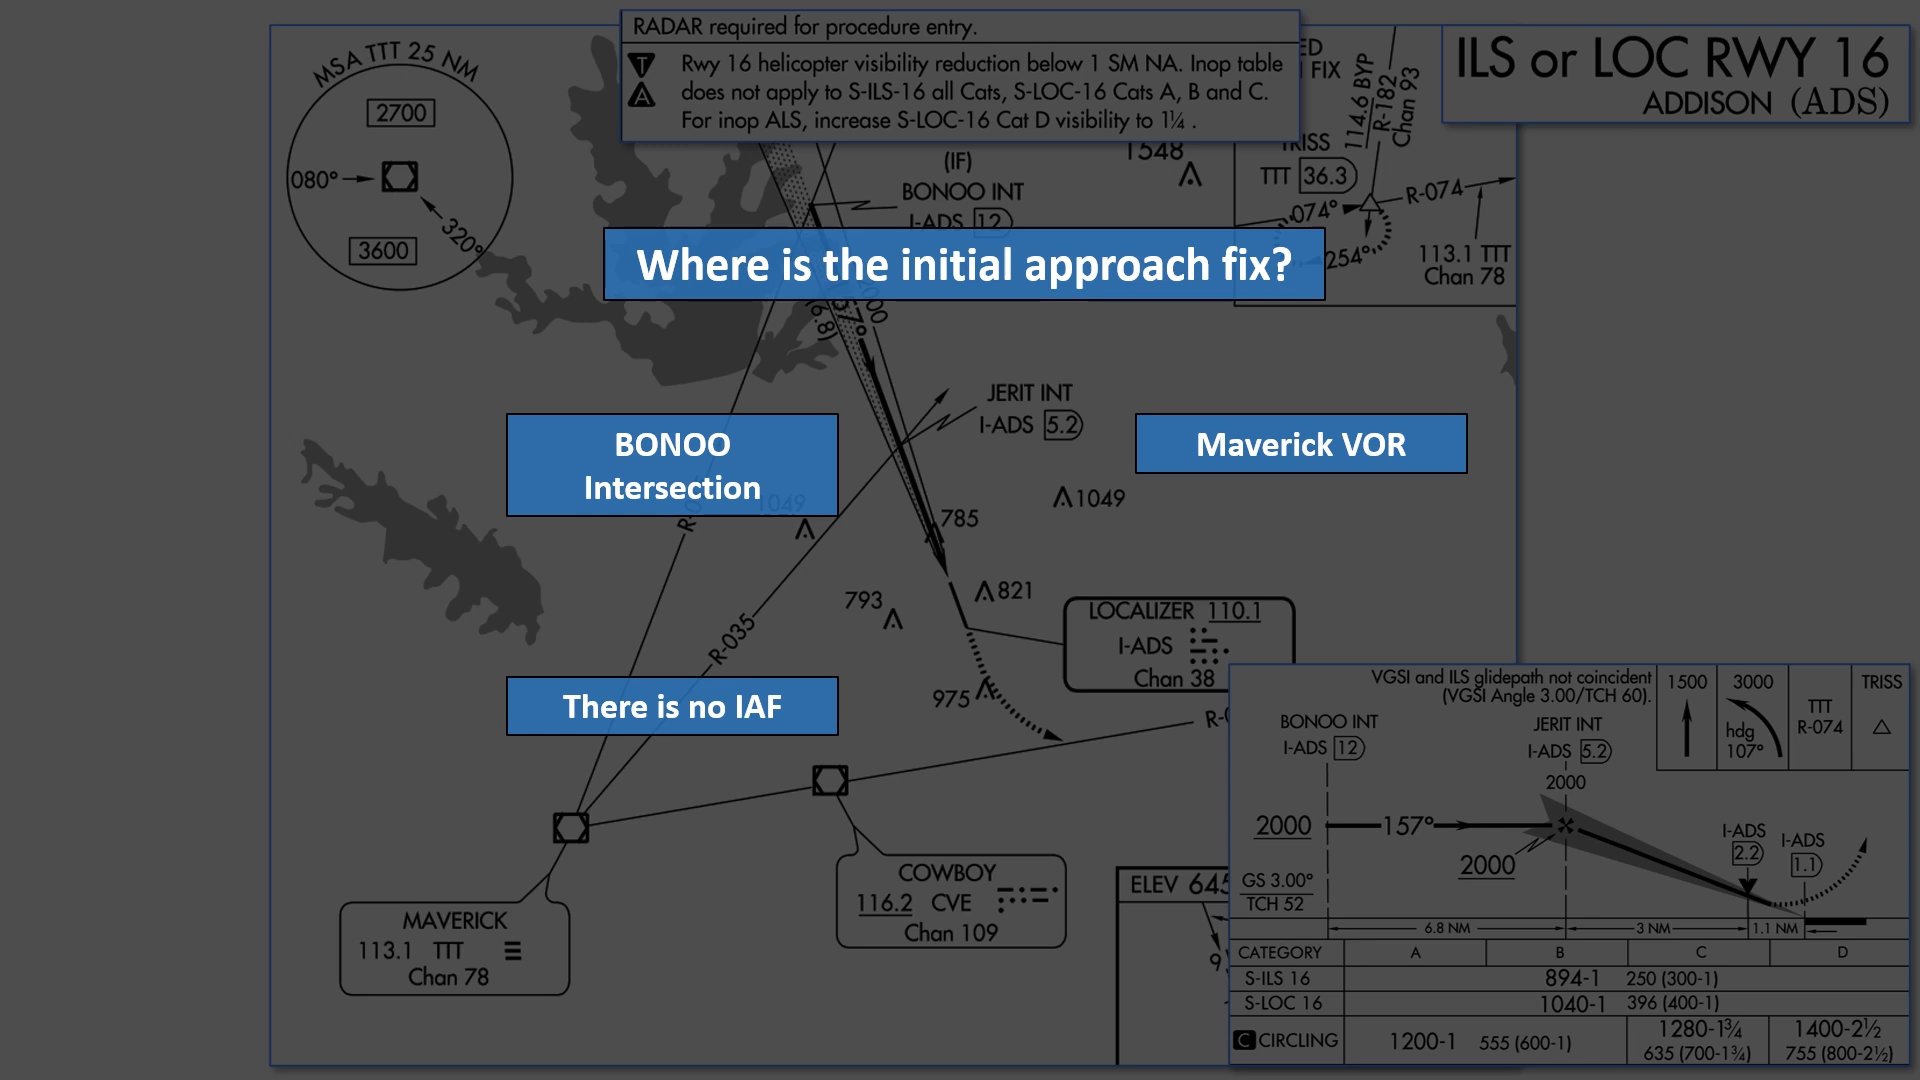 RADAR required for procedure entry.
T
A
Rwy 16 helicopter visibility reduction below 1 SM NA. Inop table
does not apply to S-ILS-16 all Cats, S-LOC-16 Cats A, B and C.
For inop ALS, increase S-LOC-16 Cat D visibility to 1¼ .
ILS or LOC RWY 16
ADDISON (ADS)
MSA TTT 25 NM
2700
080°
320°
3600
(IF)
BONOO INT
I-ADS 12
1548
FIX
114.6 BYP
R-182
Chan 93
TTT 36.3
074°
R-074
254°
113.1 TTT
Chan 78
Where is the initial approach fix?
(6.8)
JERIT INT
I-ADS 5.2
BONOO
Intersection
Maverick VOR
1049
1049
785
821
793
R-035
LOCALIZER 110.1
I-ADS
Chan 38
975
There is no IAF
MAVERICK
113.1 TTT
Chan 78
COWBOY
116.2 CVE
Chan 109
ELEV 645
VGSI and ILS glidepath not coincident
(VGSI Angle 3.00/TCH 60).
1500
3000
hdg
107°
TTT
R-074
TRISS
BONOO INT
I-ADS 12
JERIT INT
I-ADS 5.2
2000
2000
157°
2000
I-ADS
2.2
I-ADS
1.1
GS 3.00°
TCH 52
6.8 NM
3 NM
1.1 NM
CATEGORY A B C D
S-ILS 16 894-1 250 (300-1)
S-LOC 16 1040-1 396 (400-1)
C CIRCLING 1200-1 555 (600-1) 1280-1¾ 635 (700-1¾) 1400-2½ 755 (800-2½)